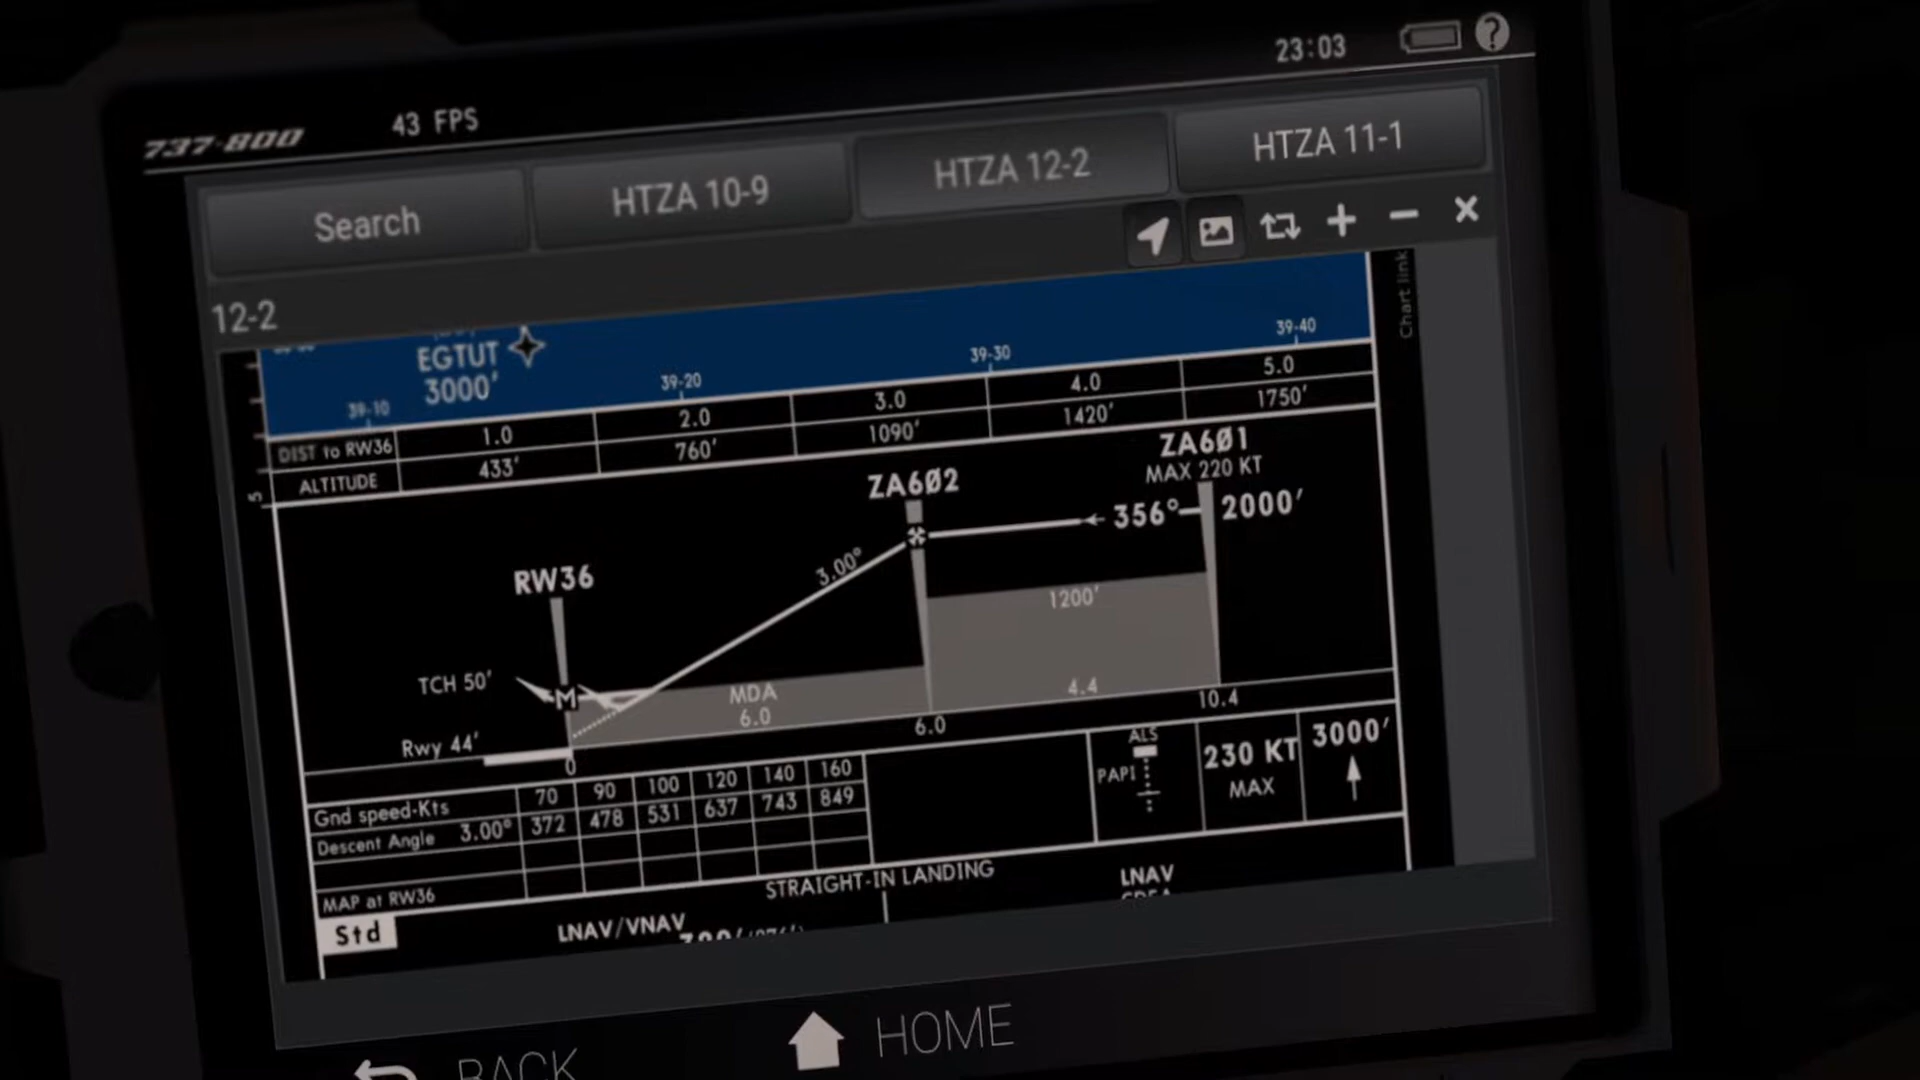 23:03
737-800
43 FPS
Search
HTZA 10-9
HTZA 12-2
HTZA 11-1
12-2
Chart link
EGTUT
3000'
39-10
39-20
39-30
39-40
DIST to RW36 1.0 2.0 3.0 4.0 5.0
ALTITUDE 433' 760' 1090' 1420' 1750'
5
ZA601
MAX 220 KT
ZA602
356°
2000'
RW36
3.00°
1200'
TCH 50'
M
MDA
6.0
4.4
Rwy 44'
0
6.0
10.4
Gnd speed-Kts 70 90 100 120 140 160
Descent Angle 3.00° 372 478 531 637 743 849
MAP at RW36
ALS
PAPI
230 KT
MAX
3000'
Std
STRAIGHT-IN LANDING
LNAV/VNAV
LNAV
BACK
HOME